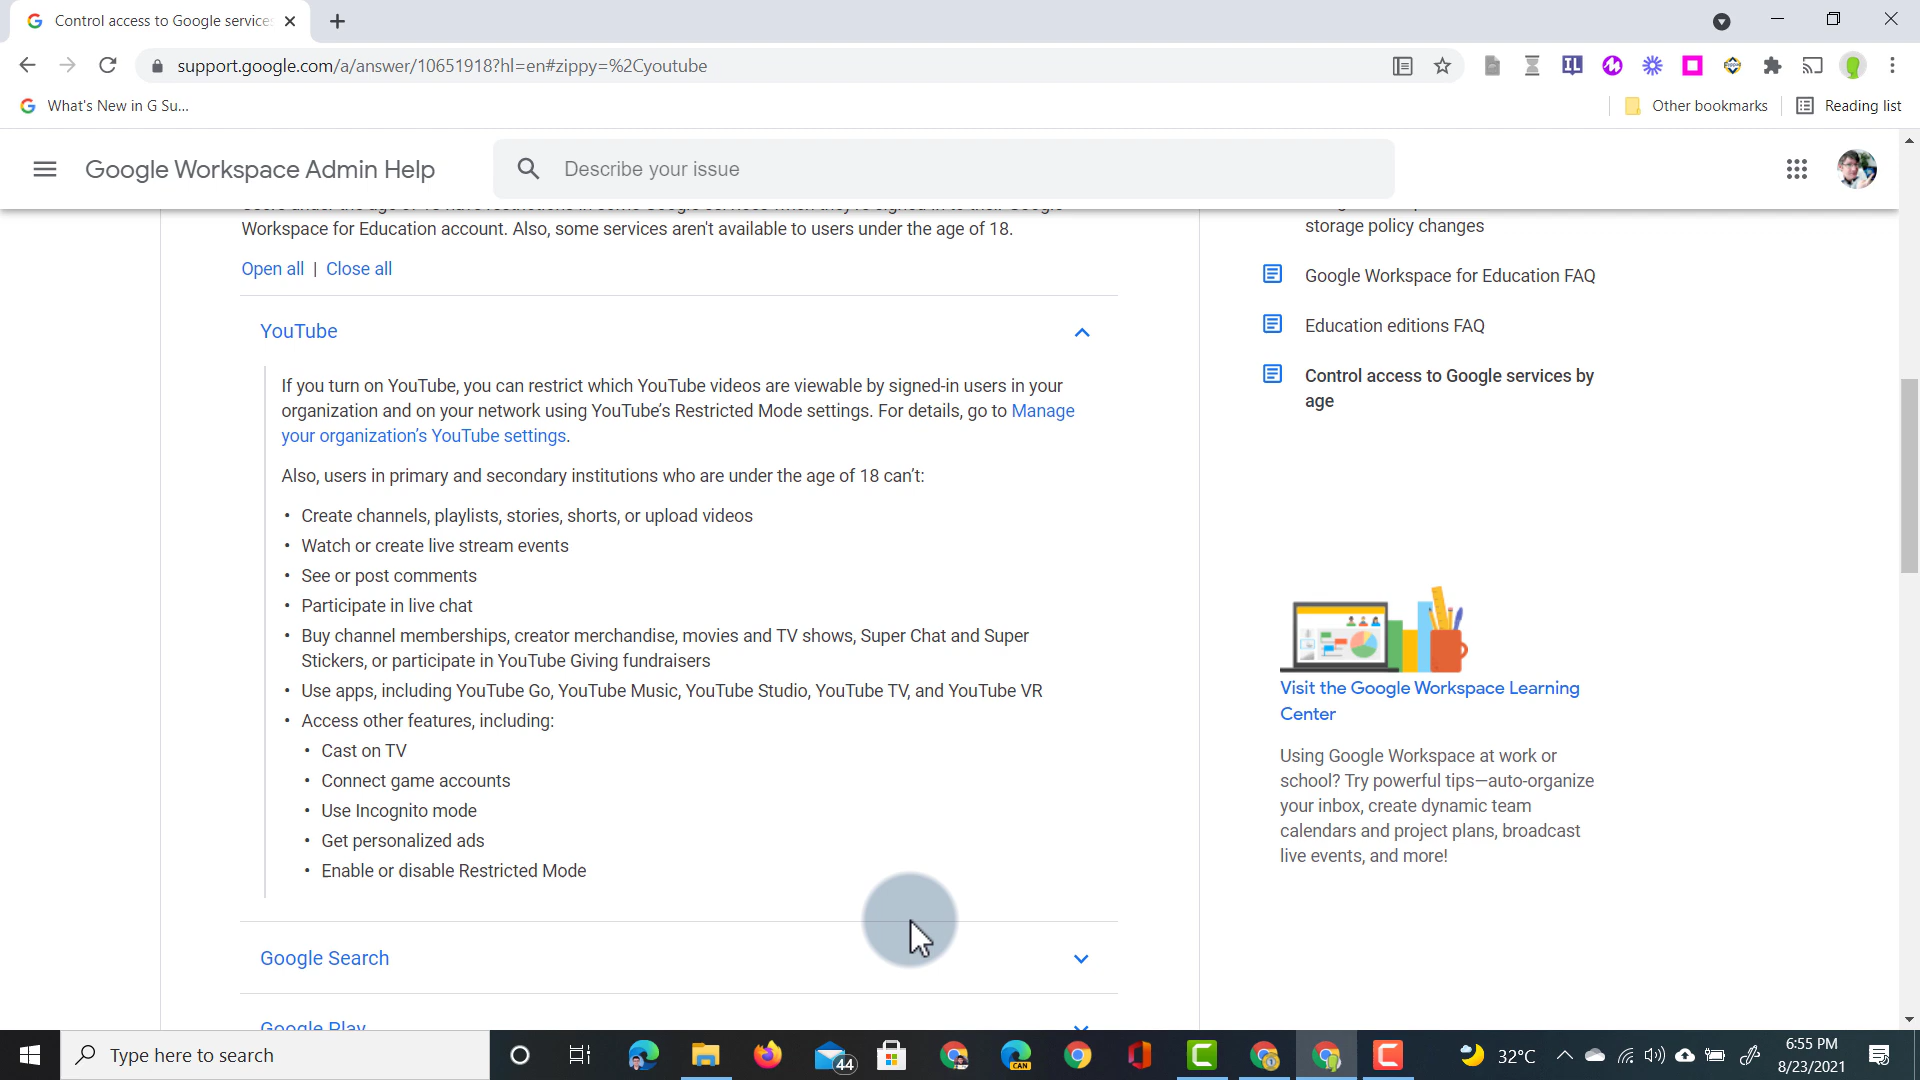 Control access to Google services
support.google.com/a/answer/10651918?hl=en#zippy=%2Cyoutube
What's New in G Su...
Other bookmarks
Reading list
Google Workspace Admin Help
Describe your issue
Workspace for Education account. Also, some services aren't available to users under the age of 18.
Open all | Close all
YouTube
If you turn on YouTube, you can restrict which YouTube videos are viewable by signed-in users in your
organization and on your network using YouTube's Restricted Mode settings. For details, go to Manage
your organization's YouTube settings.
Also, users in primary and secondary institutions who are under the age of 18 can't:
• Create channels, playlists, stories, shorts, or upload videos
• Watch or create live stream events
• See or post comments
• Participate in live chat
• Buy channel memberships, creator merchandise, movies and TV shows, Super Chat and Super
Stickers, or participate in YouTube Giving fundraisers
• Use apps, including YouTube Go, YouTube Music, YouTube Studio, YouTube TV, and YouTube VR
• Access other features, including:
• Cast on TV
• Connect game accounts
• Use Incognito mode
• Get personalized ads
• Enable or disable Restricted Mode
Google Search
Google Play
storage policy changes
Google Workspace for Education FAQ
Education editions FAQ
Control access to Google services by
age
Visit the Google Workspace Learning
Center
Using Google Workspace at work or
school? Try powerful tips—auto-organize
your inbox, create dynamic team
calendars and project plans, broadcast
live events, and more!
Type here to search
44
CAN
32°C
6:55 PM
8/23/2021